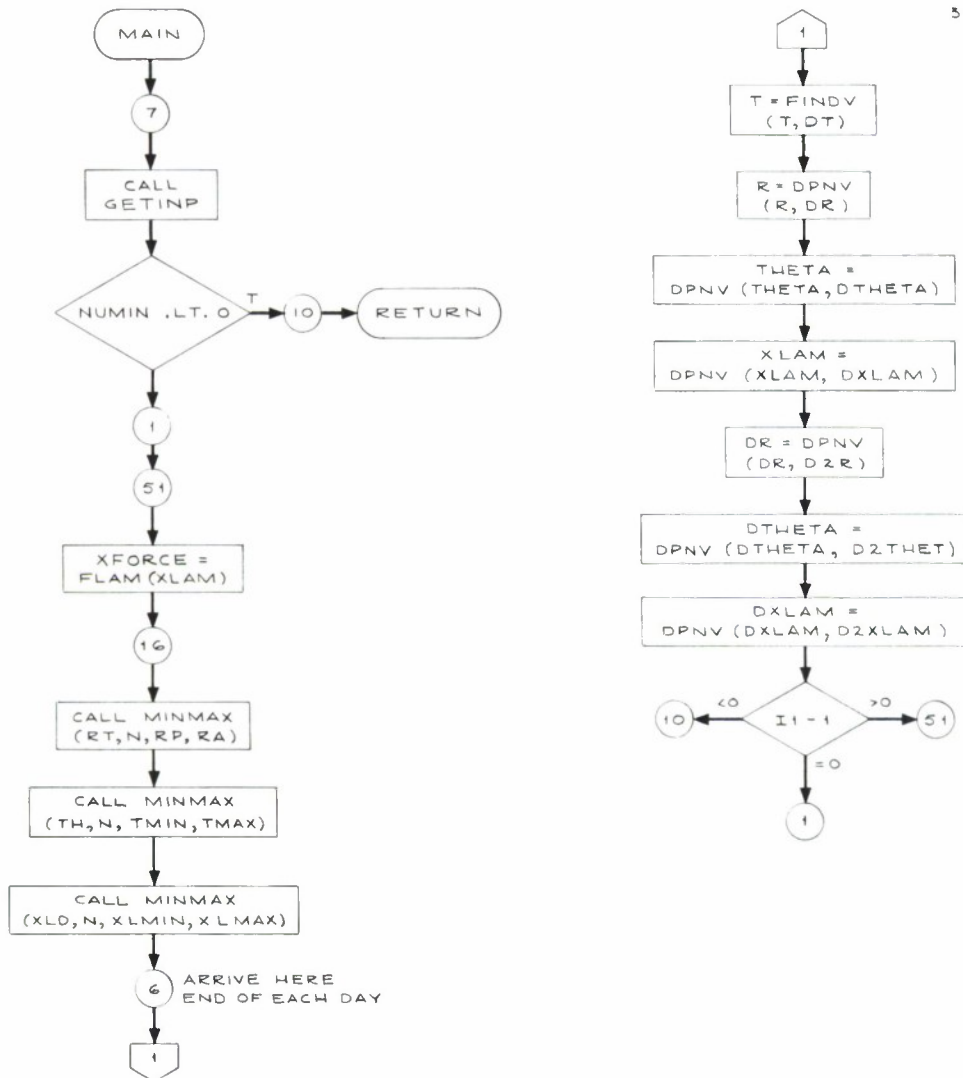 MAIN
7
CALL
GETINP
NUMIN .LT. 0
T
10
RETURN
1
51
XFORCE =
FLAM (XLAM)
16
CALL MINMAX
(RT, N, RP, RA)
CALL MINMAX
(TH, N, TMIN, TMAX)
CALL MINMAX
(XLD, N, XLMIN, XLMAX)
6
ARRIVE HERE
END OF EACH DAY
1
3
1
T = FINDV
(T, DT)
R = DPNV
(R, DR)
THETA =
DPNV (THETA, DTHETA)
XLAM =
DPNV (XLAM, DXLAM)
DR = DPNV
(DR, D2R)
DTHETA =
DPNV (DTHETA, D2THET)
DXLAM =
DPNV (DXLAM, D2XLAM)
10
<0
I1 - 1
>0
51
=0
1